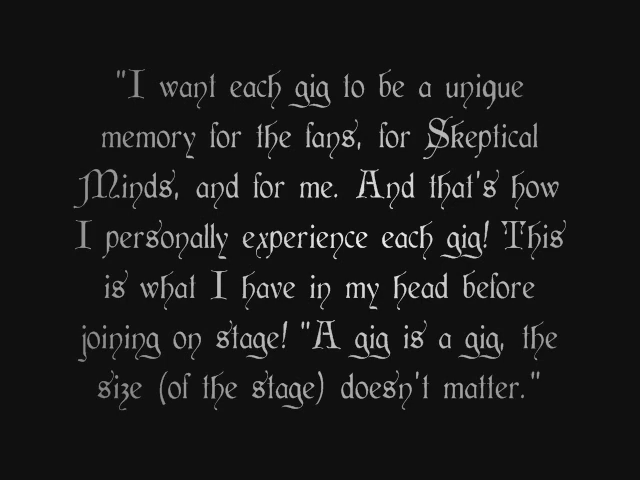 "I want each gig to be a unique
memory for the fans, for Skeptical
Minds, and for me. And that's how
I personally experience each gig! This
is what I have in my head before
joining on stage! "A gig is a gig, the
size (of the stage) doesn't matter."